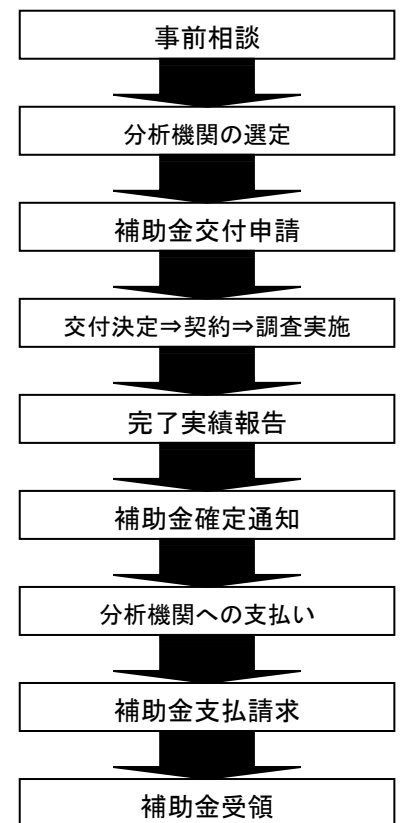 事前相談
分析機関の選定
補助金交付申請
交付決定⇒契約⇒調査実施
完了実績報告
補助金確定通知
分析機関への支払い
補助金支払請求
補助金受領